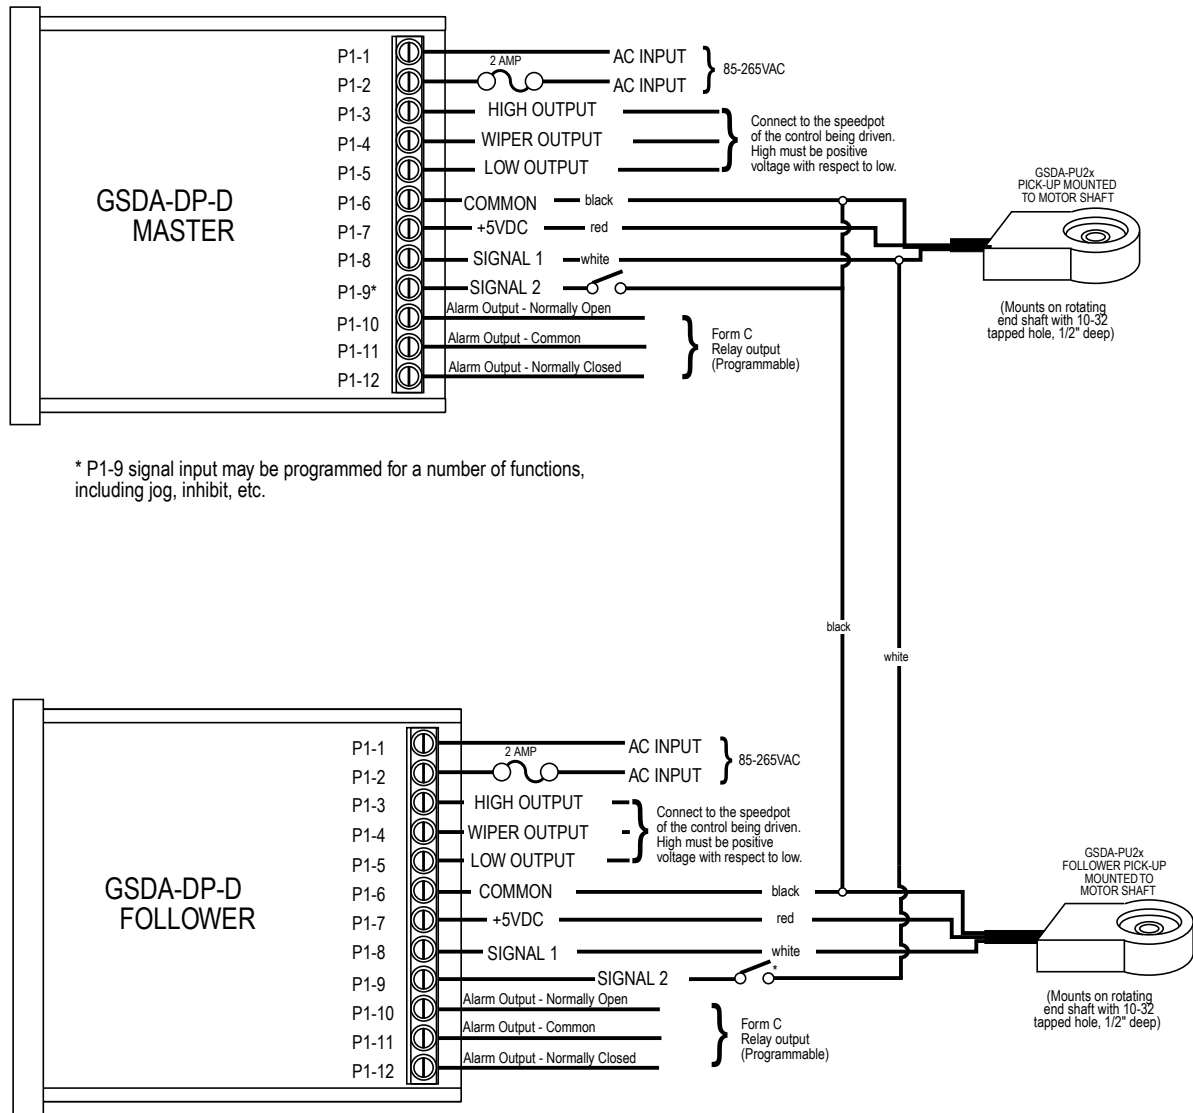 P1-1
2 AMP
AC INPUT
85-265VAC
P1-2
AC INPUT
P1-3
HIGH OUTPUT
P1-4
WIPER OUTPUT
P1-5
LOW OUTPUT
Connect to the speedpot
of the control being driven.
High must be positive
voltage with respect to low.
GSDA-DP-D
MASTER
P1-6
COMMON
black
P1-7
+5VDC
red
P1-8
SIGNAL 1
white
P1-9*
SIGNAL 2
P1-10
Alarm Output - Normally Open
P1-11
Alarm Output - Common
P1-12
Alarm Output - Normally Closed
Form C
Relay output
(Programmable)
GSDA-PU2x
PICK-UP MOUNTED
TO MOTOR SHAFT
(Mounts on rotating
end shaft with 10-32
tapped hole, 1/2" deep)
* P1-9 signal input may be programmed for a number of functions,
including jog, inhibit, etc.
black
white
P1-1
2 AMP
AC INPUT
85-265VAC
P1-2
AC INPUT
P1-3
HIGH OUTPUT
P1-4
WIPER OUTPUT
P1-5
LOW OUTPUT
Connect to the speedpot
of the control being driven.
High must be positive
voltage with respect to low.
GSDA-DP-D
FOLLOWER
P1-6
COMMON
black
P1-7
+5VDC
red
P1-8
SIGNAL 1
white
P1-9
SIGNAL 2
*
P1-10
Alarm Output - Normally Open
P1-11
Alarm Output - Common
P1-12
Alarm Output - Normally Closed
Form C
Relay output
(Programmable)
GSDA-PU2x
FOLLOWER PICK-UP
MOUNTED TO
MOTOR SHAFT
(Mounts on rotating
end shaft with 10-32
tapped hole, 1/2" deep)